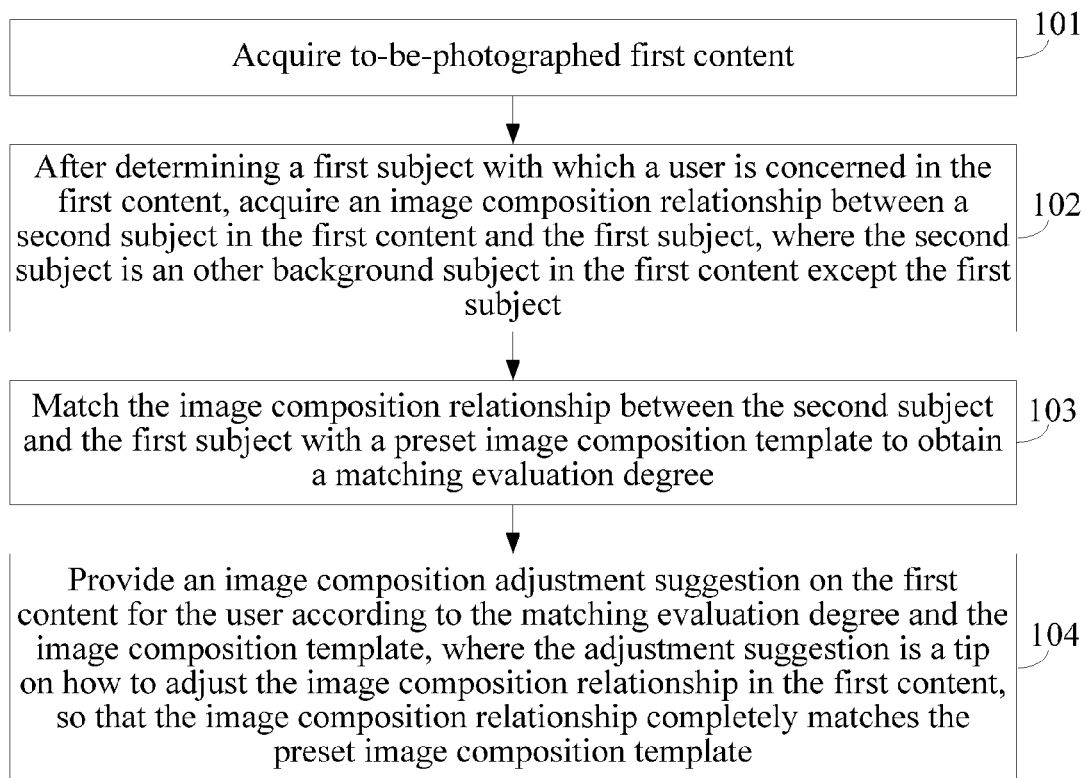 Acquire to-be-photographed first content
101
After determining a first subject with which a user is concerned in the
first content, acquire an image composition relationship between a
second subject in the first content and the first subject, where the second
subject is an other background subject in the first content except the first
subject
102
Match the image composition relationship between the second subject
and the first subject with a preset image composition template to obtain
a matching evaluation degree
103
Provide an image composition adjustment suggestion on the first
content for the user according to the matching evaluation degree and the
image composition template, where the adjustment suggestion is a tip
on how to adjust the image composition relationship in the first content,
so that the image composition relationship completely matches the
preset image composition template
104